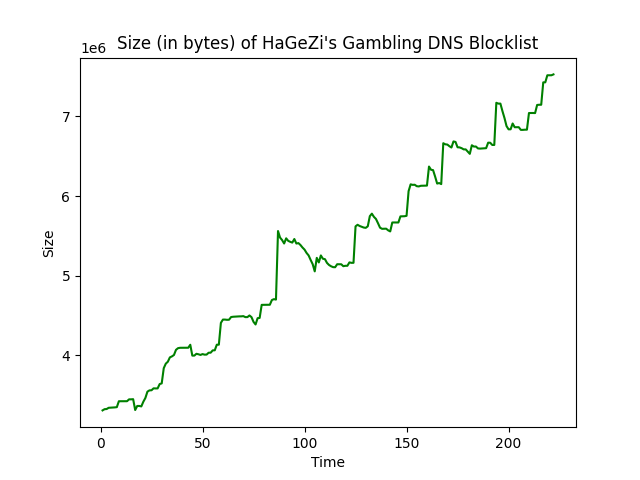 Size (in bytes) of HaGeZi's Gambling DNS Blocklist
1e6
7
6
5
4
Size
0 50 100 150 200
Time